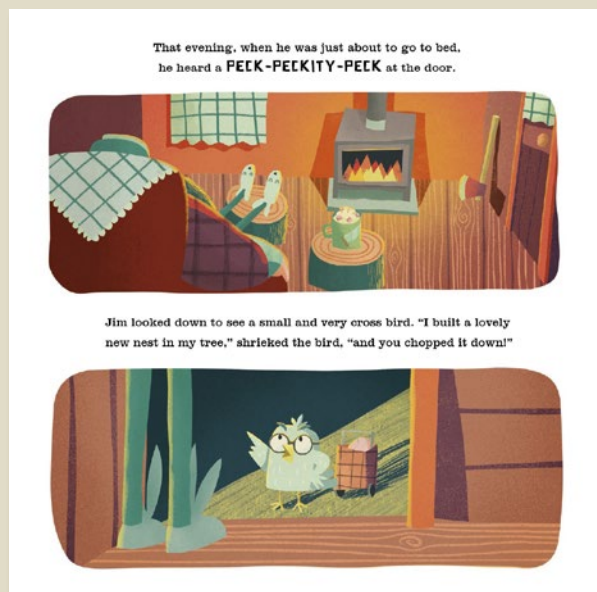 That evening, when he was just about to go to bed,
he heard a PECK-PECKITY-PECK at the door.
Jim looked down to see a small and very cross bird. “I built a lovely
new nest in my tree,” shrieked the bird, “and you chopped it down!”